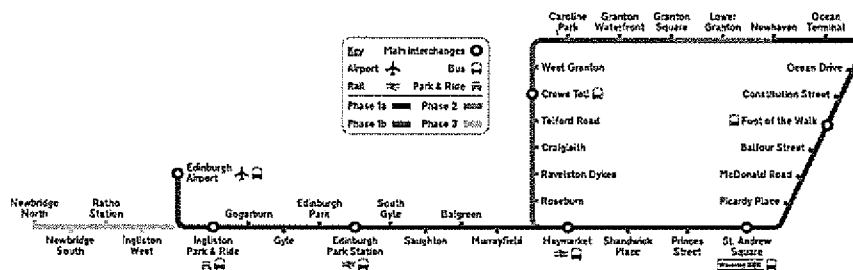 Caroline
Park
Granton
Waterfront
Granton
Square
Lower
Granton
Newhaven
Ocean
Terminal
Key
Main Interchanges
Airport
Bus
Rail
Park & Ride
Phase 1a
Phase 2
Phase 1b
Phase 3
West Granton
Crewe Toll
Telford Road
Craigleith
Ravelston Dykes
Roseburn
Ocean Drive
Constitution Street
Foot of the Walk
Balfour Street
McDonald Road
Picardy Place
Edinburgh
Airport
Newbridge
North
Ratho
Station
Gogarburn
Edinburgh
Park
South
Gyle
Balgreen
Newbridge
South
Ingliston
West
Ingliston
Park & Ride
Gyle
Edinburgh
Park Station
Saughton
Murrayfield
Haymarket
Shandwick
Place
Princes
Street
St. Andrew
Square